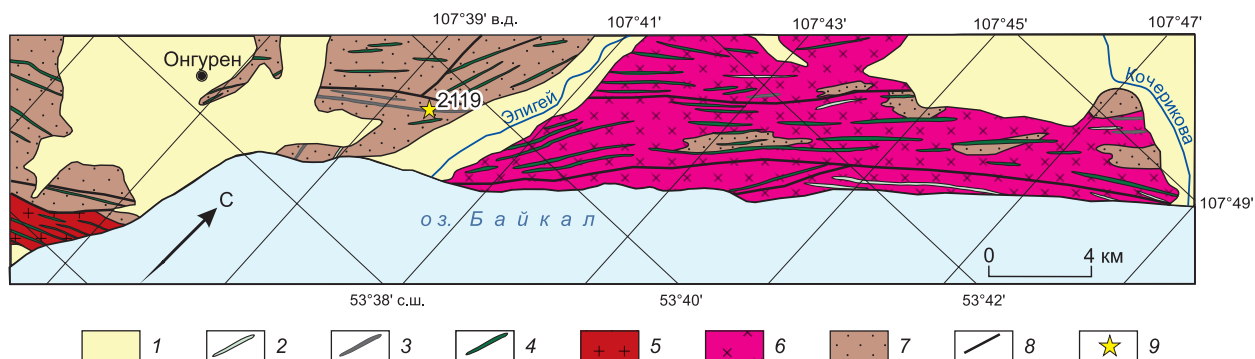 107°39' в.д.
107°41'
107°43'
107°45'
107°47'
Онгурен
2119
Элигей
Кочерикова
С
оз. Байкал
107°49'
0 4 км
53°38' с.ш.
53°40'
53°42'
1 2 3 4 5 6 7 8 9